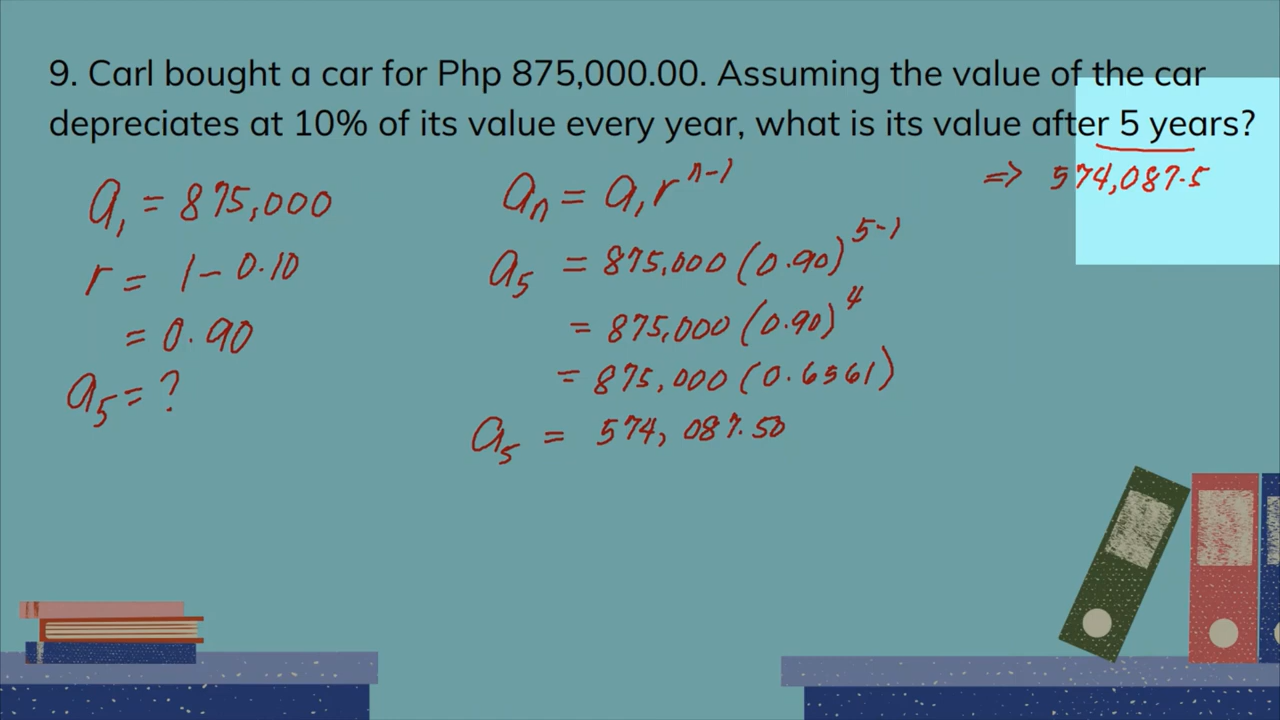 9. Carl bought a car for Php 875,000.00. Assuming the value of the car
depreciates at 10% of its value every year, what is its value after 5 years?
=> 574,087.5
a₁ = 875,000
r = 1 - 0.10
= 0.90
a₅ = ?
aₙ = a₁rⁿ⁻¹
a₅ = 875,000 (0.90)⁵⁻¹
= 875,000 (0.90)⁴
= 875,000 (0.6561)
a₅ = 574,087.50